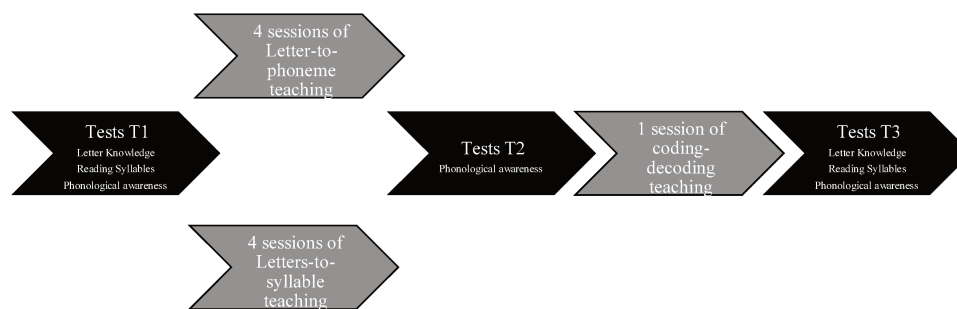 4 sessions of
Letter-to-
phoneme
teaching
Tests T1
Letter Knowledge
Reading Syllables
Phonological awareness
Tests T2
Phonological awareness
1 session of
coding-
decoding
teaching
Tests T3
Letter Knowledge
Reading Syllables
Phonological awareness
4 sessions of
Letters-to-
syllable
teaching